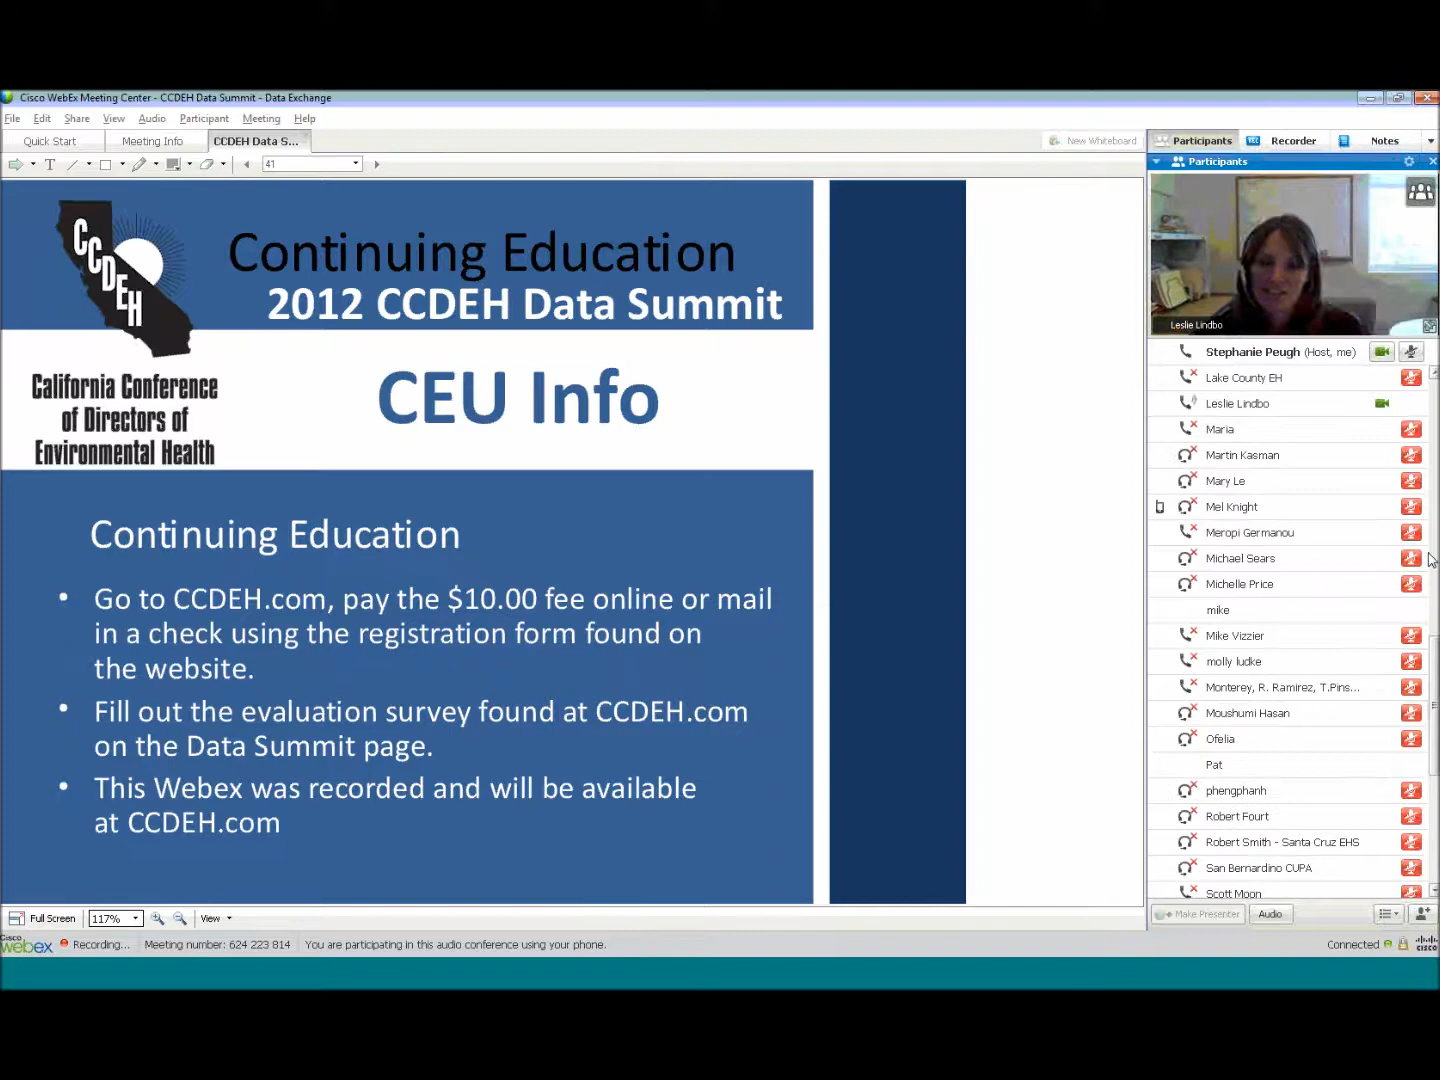 Cisco WebEx Meeting Center - CCDEH Data Summit - Data Exchange
File Edit Share View Audio Participant Meeting Help
Quick Start Meeting Info CCDEH Data S... New Whiteboard
41
Participants Recorder Notes
Participants
Leslie Lindbo
CCDEH
California Conference
of Directors of
Environmental Health
Continuing Education
2012 CCDEH Data Summit
CEU Info
Continuing Education
• Go to CCDEH.com, pay the $10.00 fee online or mail
in a check using the registration form found on
the website.
• Fill out the evaluation survey found at CCDEH.com
on the Data Summit page.
• This Webex was recorded and will be available
at CCDEH.com
Stephanie Peugh (Host, me)
Lake County EH
Leslie Lindbo
Maria
Martin Kasman
Mary Le
Mel Knight
Meropi Germanou
Michael Sears
Michelle Price
mike
Mike Vizzier
molly ludke
Monterey, R. Ramirez, T.Pins...
Moushumi Hasan
Ofelia
Pat
phengphanh
Robert Fourt
Robert Smith - Santa Cruz EHS
San Bernardino CUPA
Scott Moon
Make Presenter Audio
Full Screen 117% View
Cisco webex Recording... Meeting number: 624 223 814 You are participating in this audio conference using your phone. Connected cisco